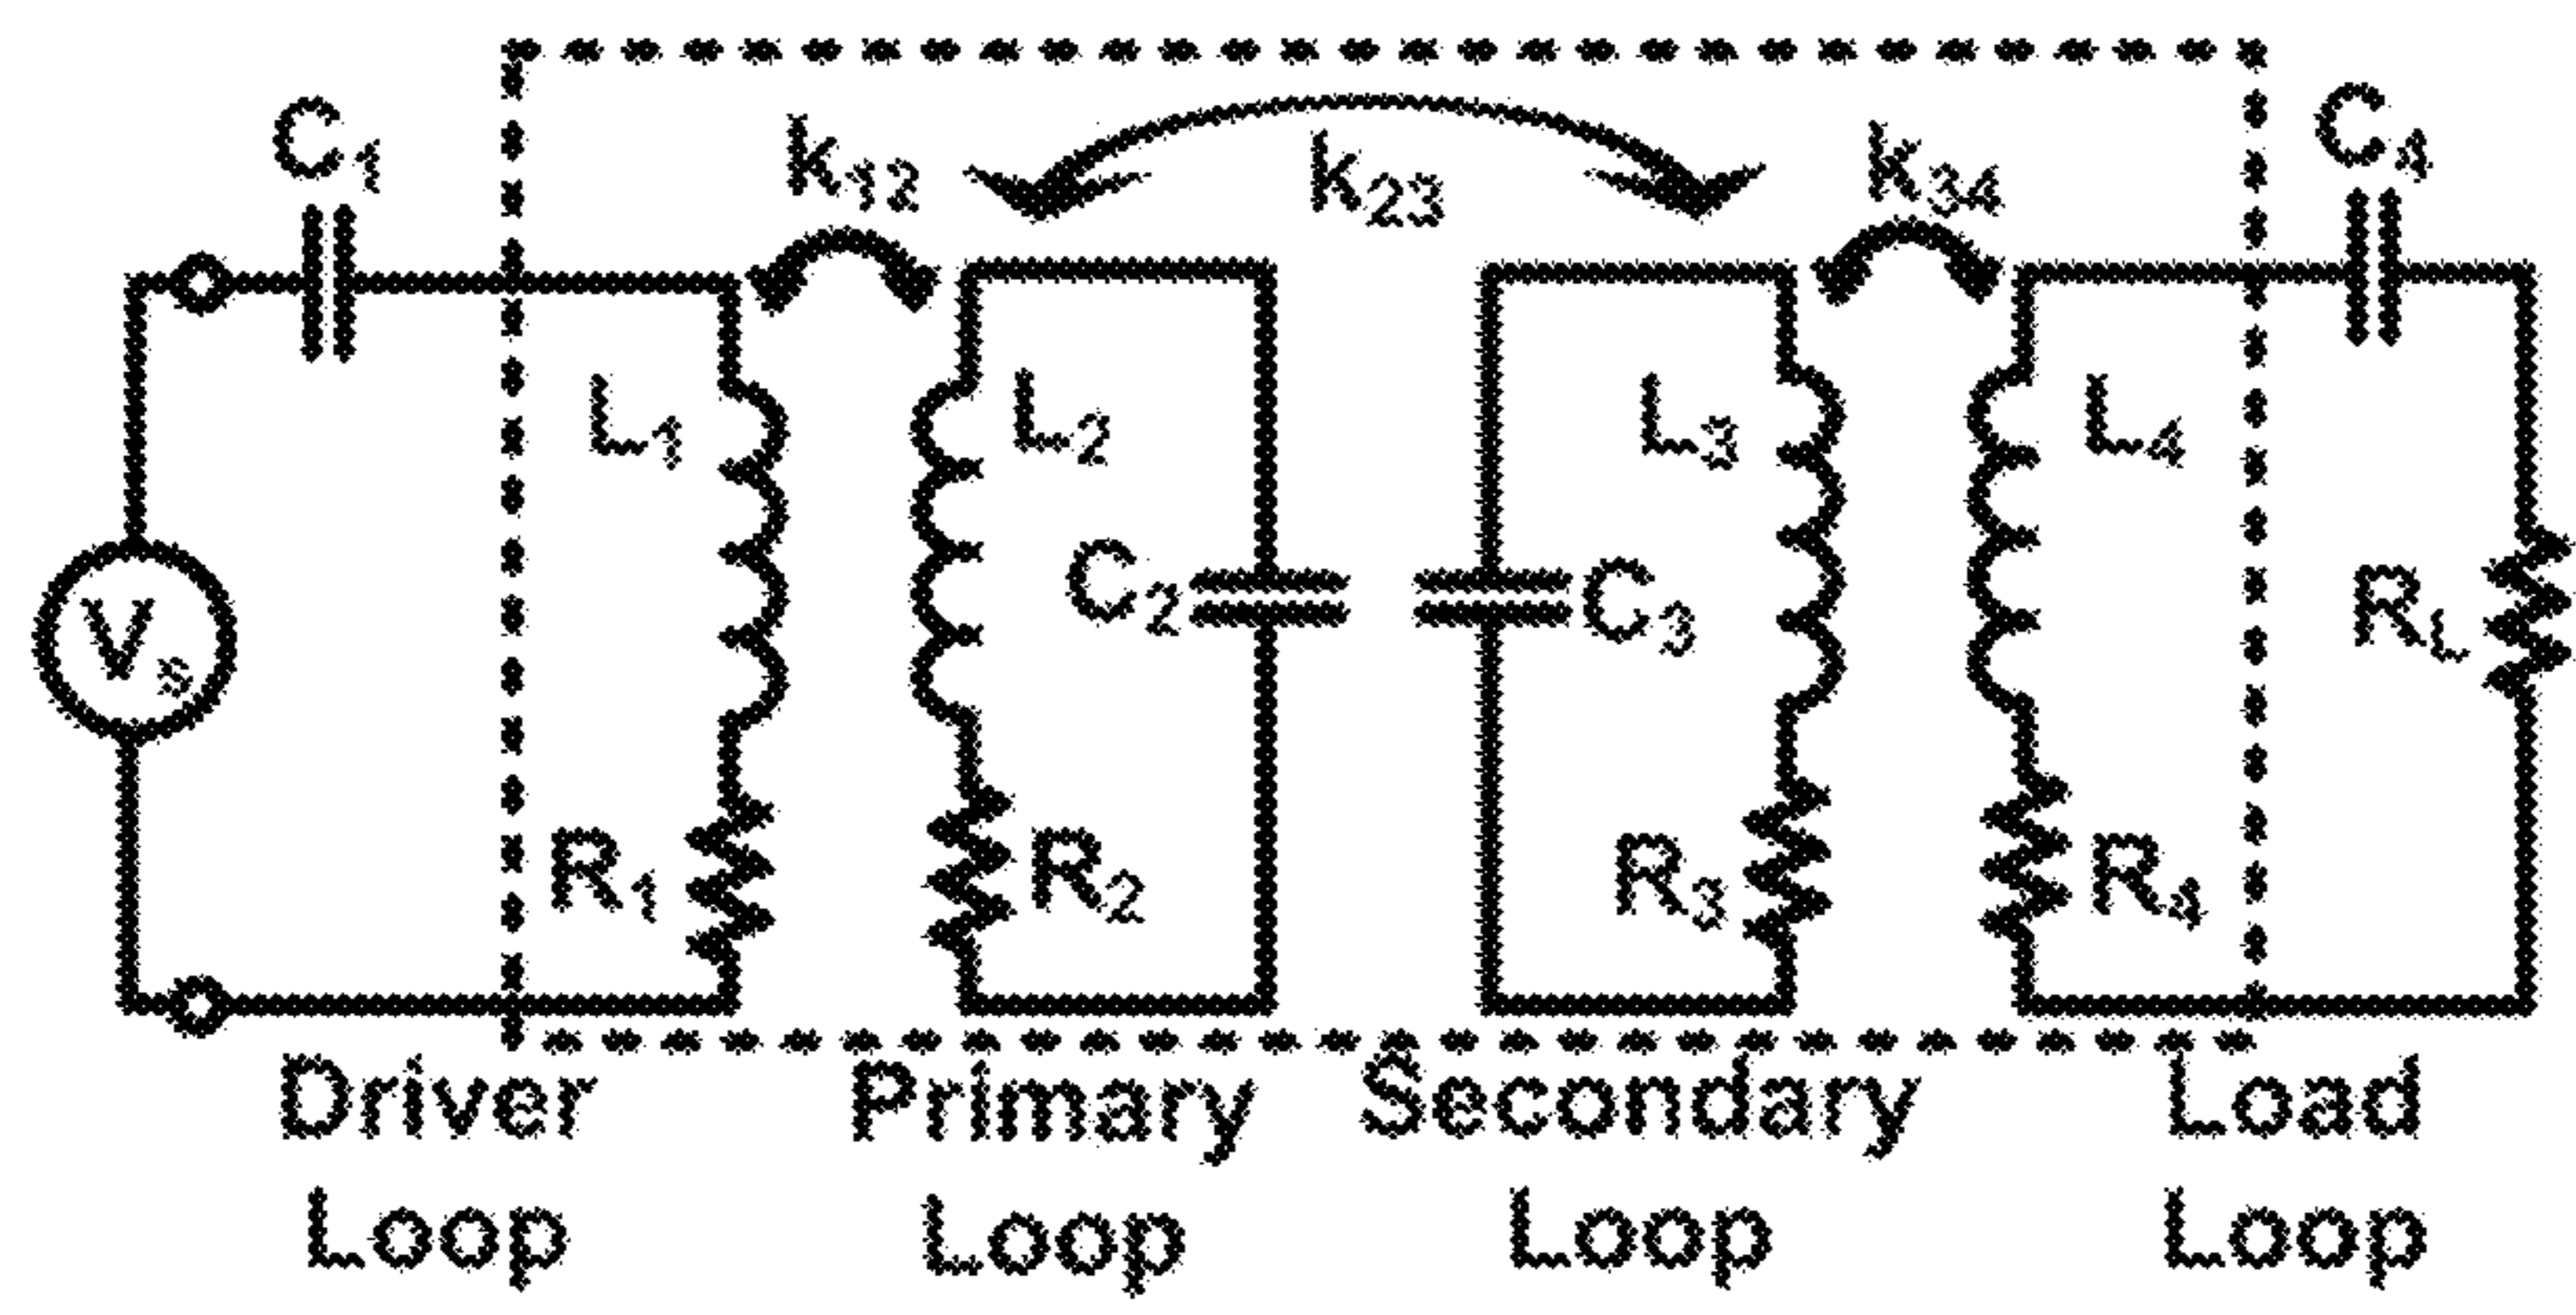 C1 k12 k23 k34 C4
L1 L2 L3 L4
Vs C2 C3 RL
R1 R2 R3 R4
Driver Primary Secondary Load
Loop Loop Loop Loop